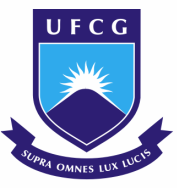 UFCG
SUPRA OMNES LUX LUCIS